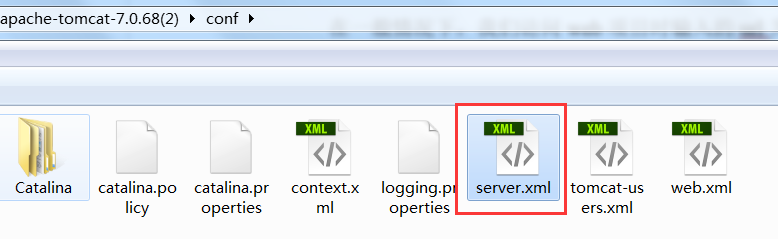 apache-tomcat-7.0.68(2) ▸ conf ▸
XML XML XML XML
Catalina catalina.po catalina.pr context.x logging.pr server.xml tomcat-us web.xml
licy operties ml operties ers.xml